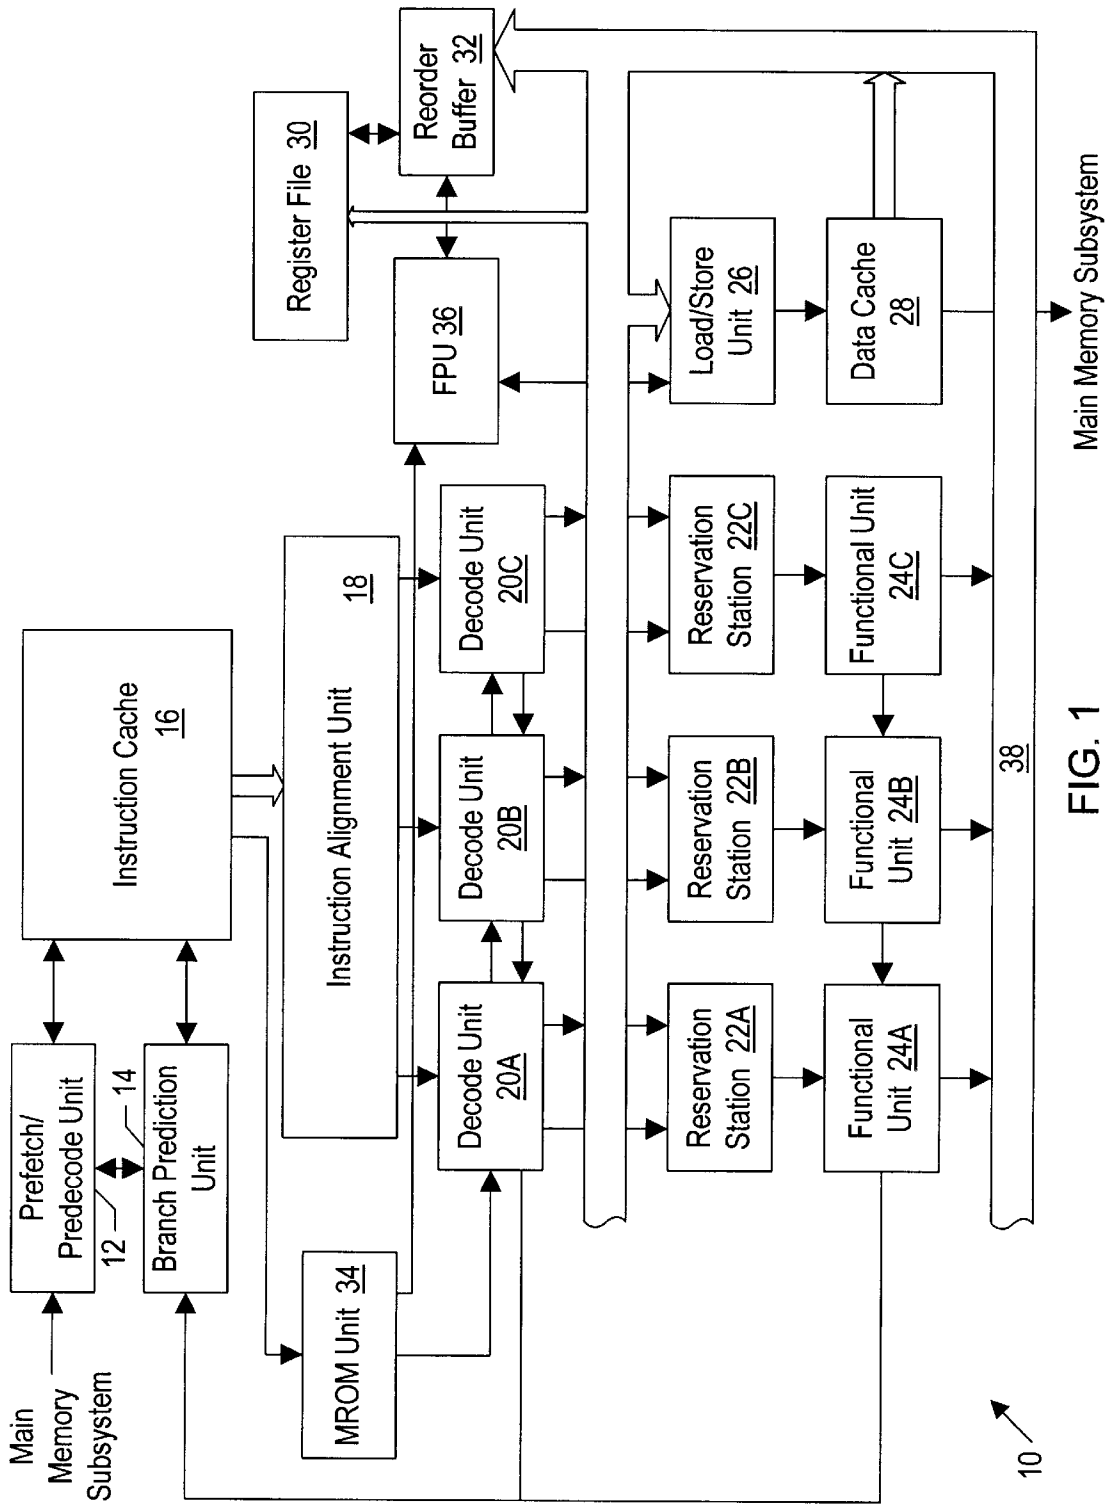 Main
Memory
Subsystem
Prefetch/
Predecode Unit
12
14
Branch Prediction
Unit
Instruction Cache
16
Register File 30
MROM Unit 34
Instruction Alignment Unit
18
FPU 36
Reorder
Buffer 32
Decode Unit
20A
Decode Unit
20B
Decode Unit
20C
Reservation
Station 22A
Reservation
Station 22B
Reservation
Station 22C
Load/Store
Unit 26
Functional
Unit 24A
Functional
Unit 24B
Functional Unit
24C
Data Cache
28
38
10
Main Memory Subsystem
FIG. 1